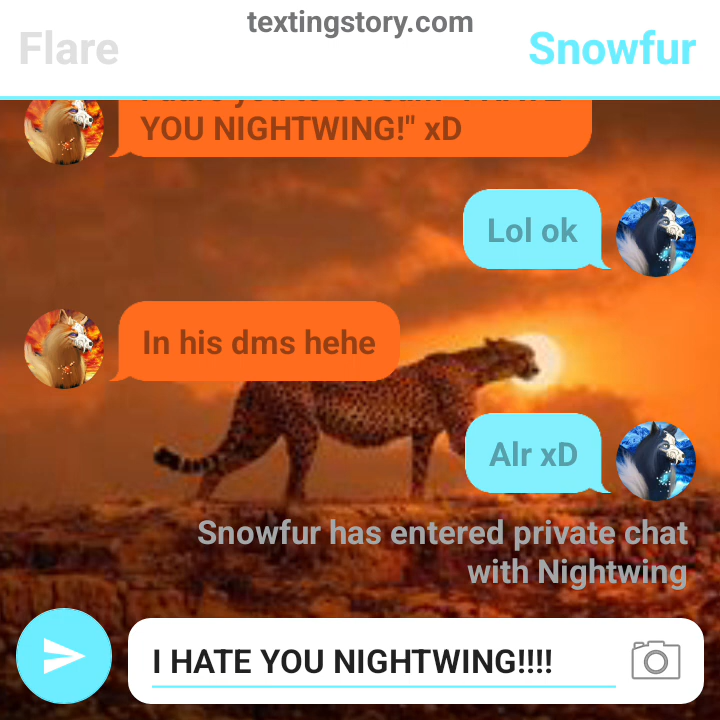 textingstory.com
Flare
Snowfur
YOU NIGHTWING!" xD
Lol ok
In his dms hehe
Alr xD
Snowfur has entered private chat
with Nightwing
I HATE YOU NIGHTWING!!!!